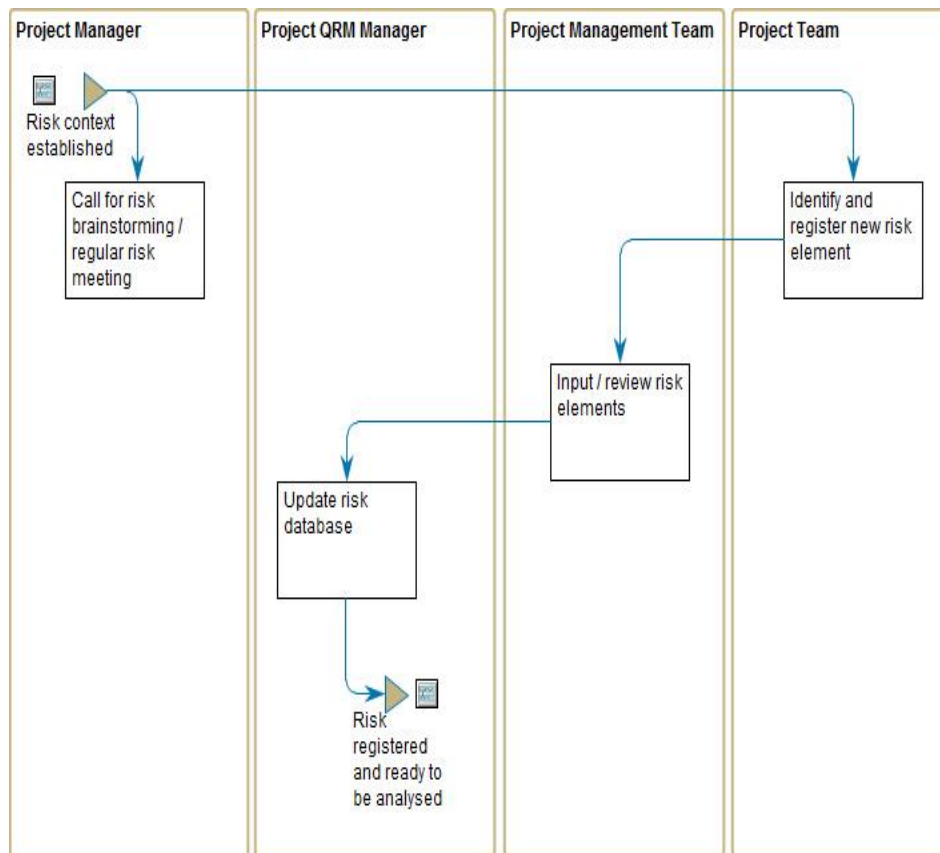 Project Manager
Project QRM Manager
Project Management Team
Project Team
Risk context
established
Call for risk
brainstorming /
regular risk
meeting
Identify and
register new risk
element
Input / review risk
elements
Update risk
database
Risk
registered
and ready to
be analysed